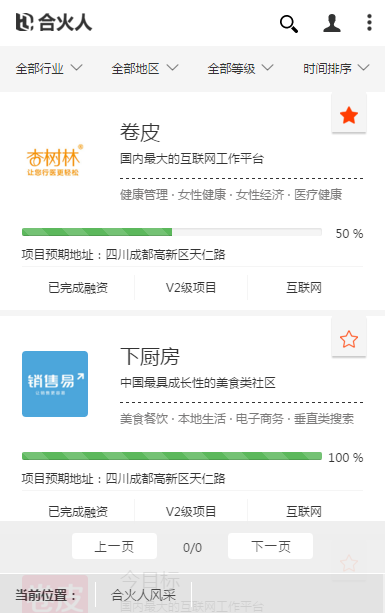 合火人
全部行业 全部地区 全部等级 时间排序
杏树林
让您行医更轻松
卷皮
国内最大的互联网工作平台
健康管理 · 女性健康 · 女性经济 · 医疗健康
50 %
项目预期地址：四川成都高新区天仁路
已完成融资 V2级项目 互联网
销售易
下厨房
中国最具成长性的美食类社区
美食餐饮 · 本地生活 · 电子商务 · 垂直类搜索
100 %
项目预期地址：四川成都高新区天仁路
已完成融资 V2级项目 互联网
上一页 0/0 下一页
今目标
卷皮
当前位置： 合火人风采
国内最大的互联网工作平台